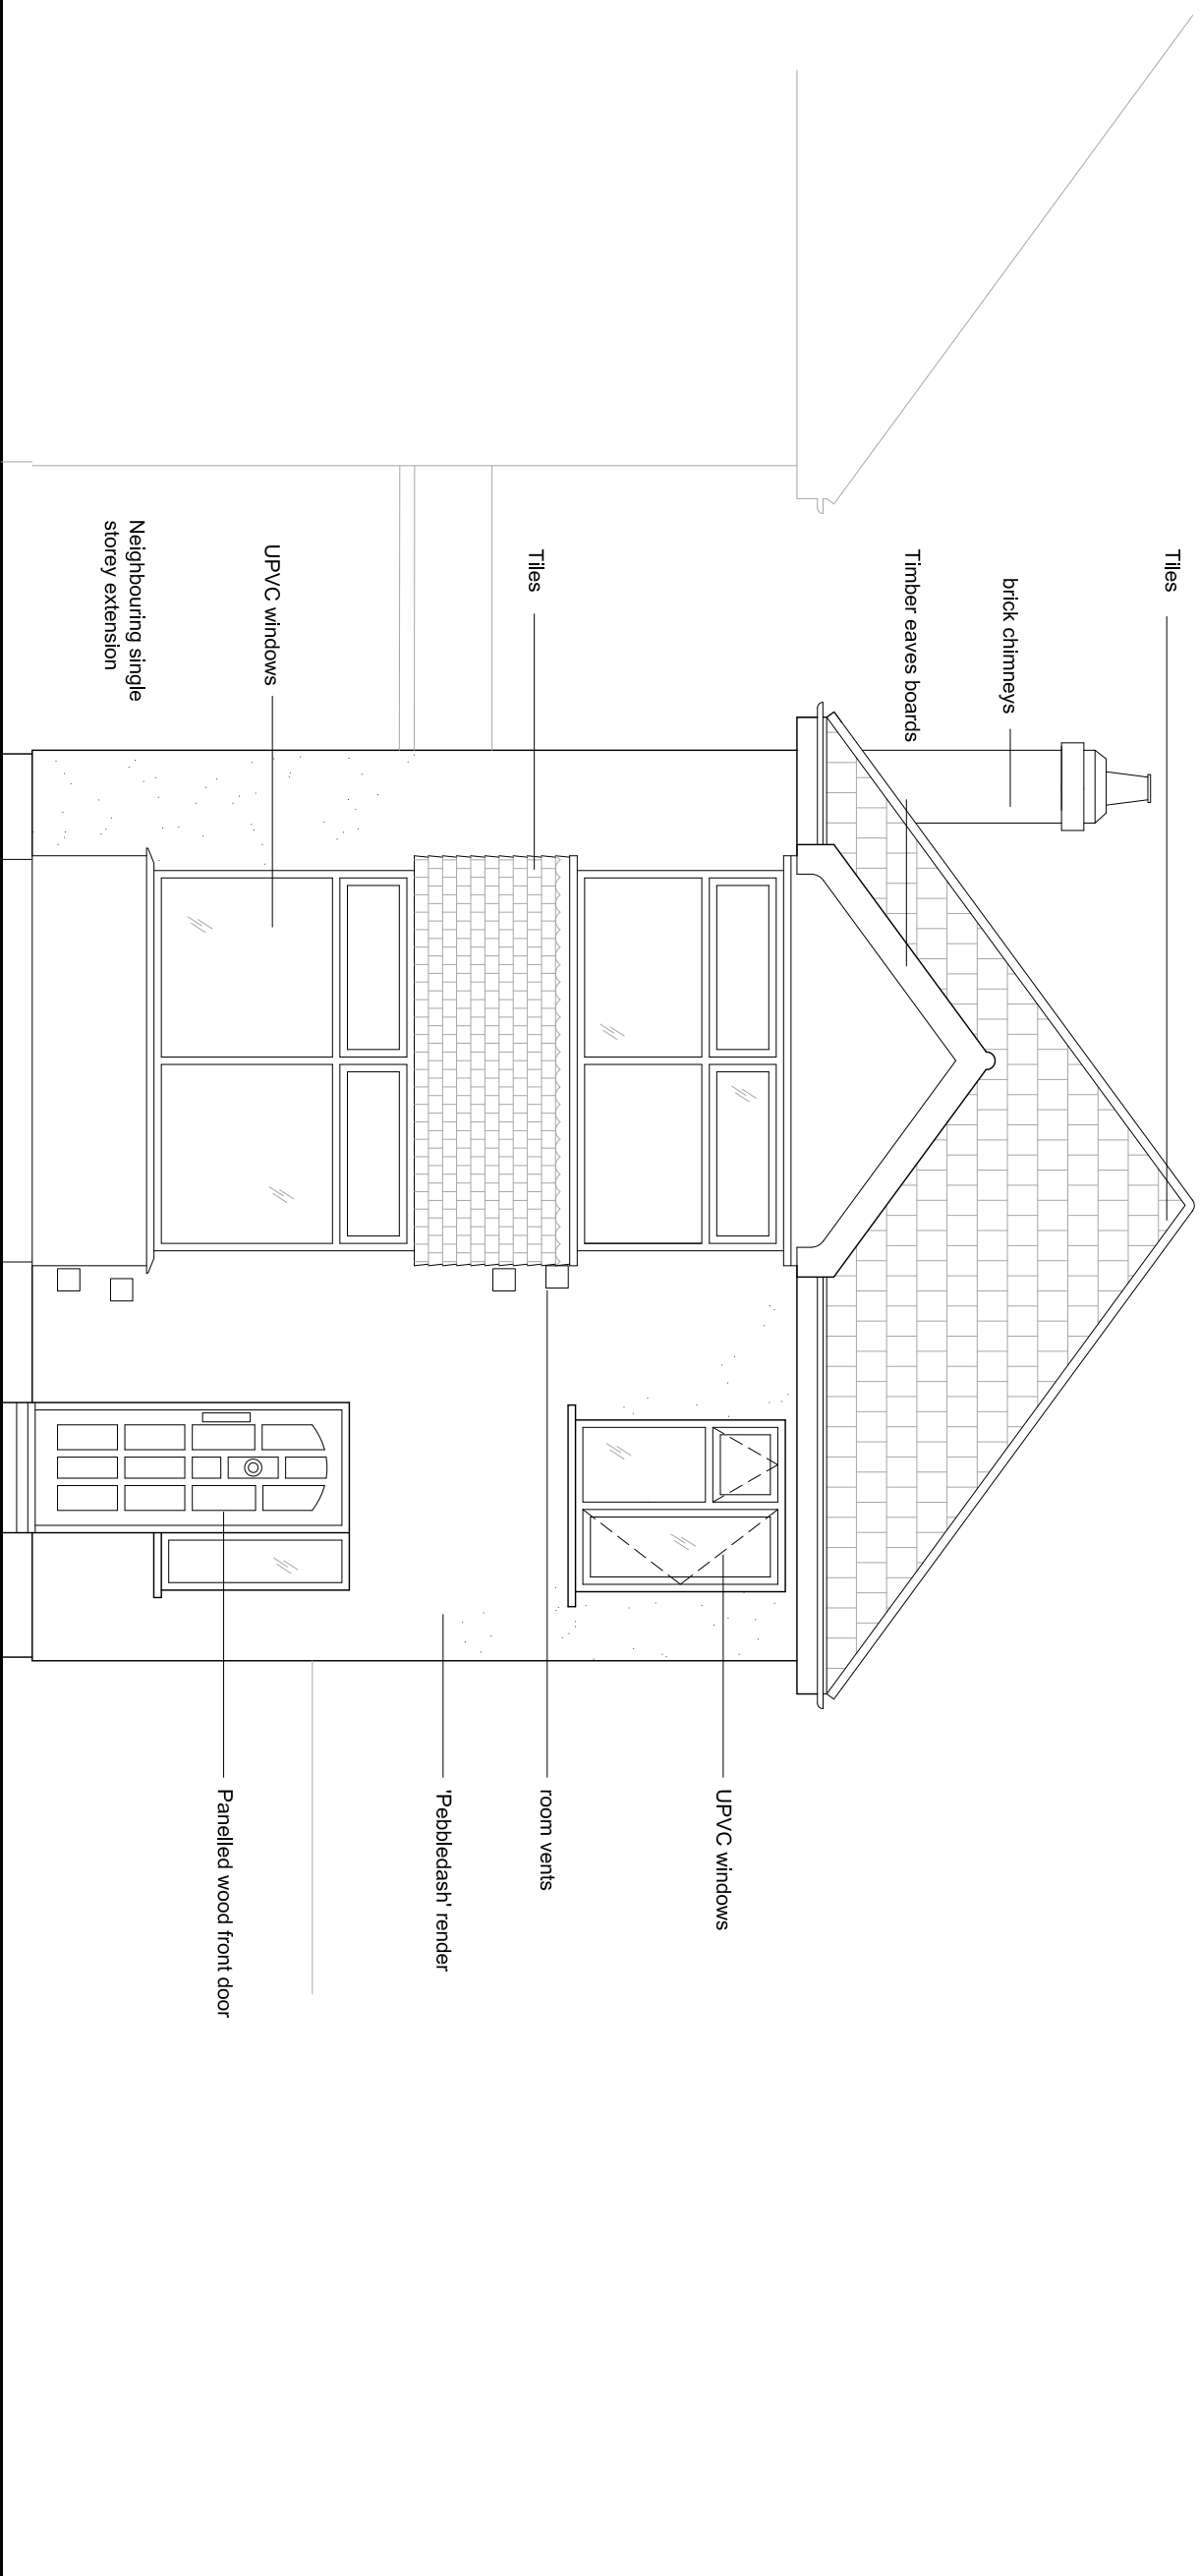 Tiles
brick chimneys
Timber eaves boards
Tiles
UPVC windows
Neighbouring single
storey extension
UPVC windows
room vents
'Pebbledash' render
Panelled wood front door